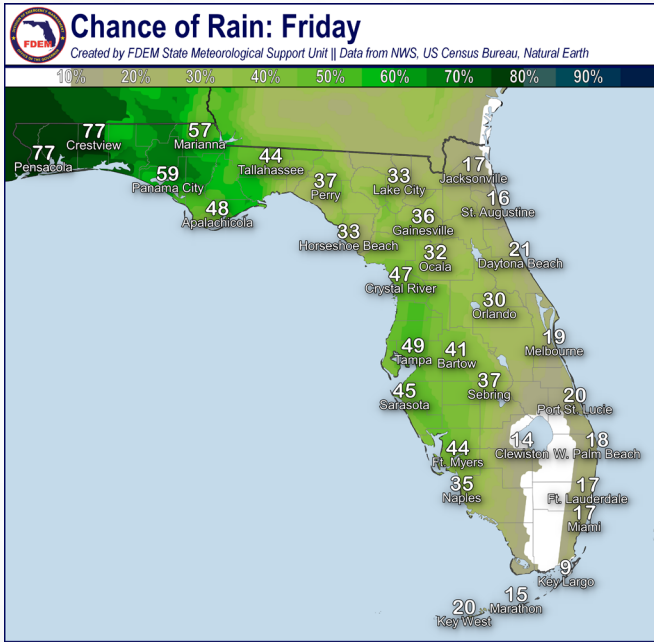 FDEM
Chance of Rain: Friday
Created by FDEM State Meteorological Support Unit || Data from NWS, US Census Bureau, Natural Earth
10% 20% 30% 40% 50% 60% 70% 80% 90%
77
Crestview
57
Marianna
77
Pensacola
44
Tallahassee
17
Jacksonville
59
Panama City
37
Perry
33
Lake City
16
St. Augustine
48
Apalachicola
36
Gainesville
33
Horseshoe Beach
32
Ocala
21
Daytona Beach
47
Crystal River
30
Orlando
19
Melbourne
49
Tampa
41
Bartow
37
Sebring
45
Sarasota
20
Port St. Lucie
44
Ft. Myers
14
Clewiston
18
W. Palm Beach
35
Naples
17
Ft. Lauderdale
17
Miami
9
Key Largo
15
Marathon
20
Key West